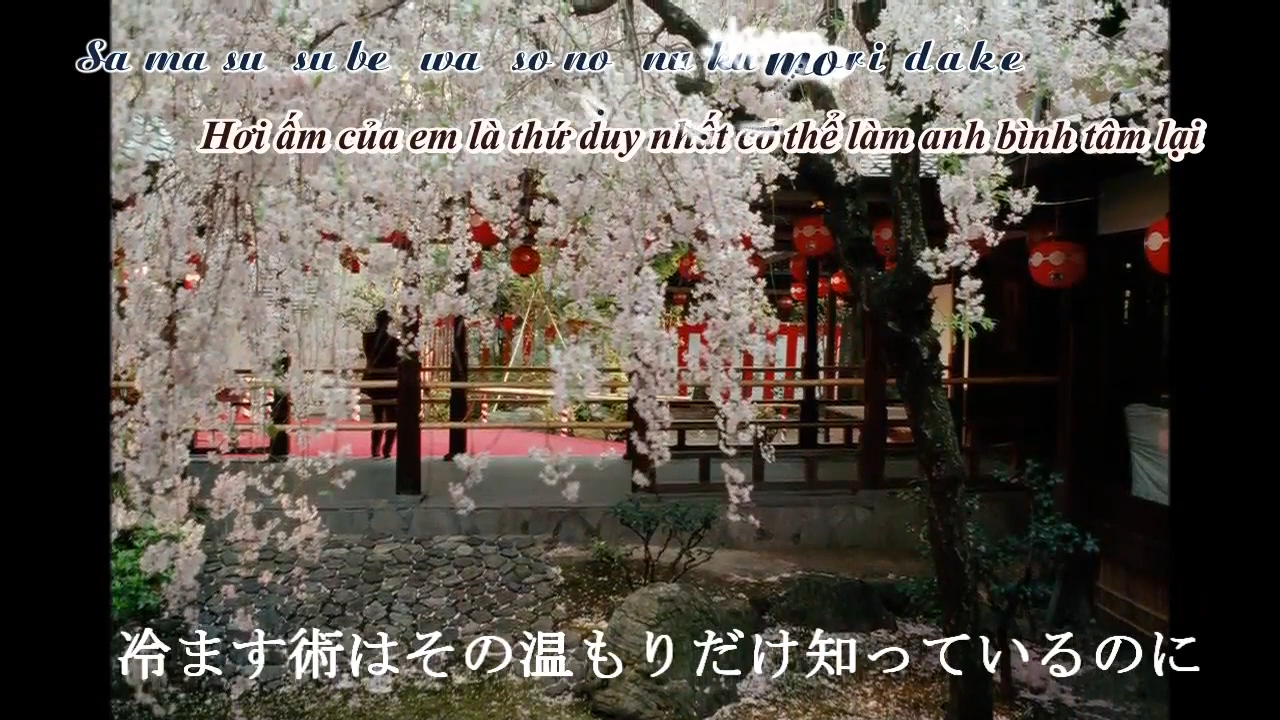 Sa ma su su be wa so no nu ku mori dake
Hơi ấm của em là thứ duy nhất có thể làm anh bình tâm lại
冷ます術はその温もりだけ知っているのに